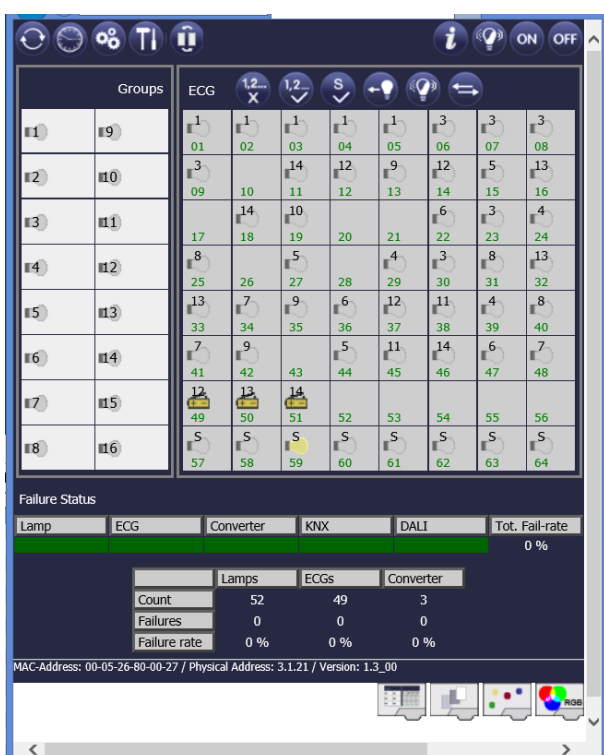 TI i ON OFF
Groups ECG 1,2... X 1,2... S
1 9 1 1 1 1 1 3 3 3
01 02 03 04 05 06 07 08
2 10 3 14 12 9 12 5 13
09 10 11 12 13 14 15 16
3 11 14 10 6 3 4
17 18 19 20 21 22 23 24
4 12 8 5 4 3 8 13
25 26 27 28 29 30 31 32
5 13 13 7 9 6 12 11 4 8
33 34 35 36 37 38 39 40
6 14 7 9 5 11 14 6 7
41 42 43 44 45 46 47 48
7 15 12 13 14
49 50 51 52 53 54 55 56
8 16 S S S S S S S S
57 58 59 60 61 62 63 64
Failure Status
Lamp ECG Converter KNX DALI Tot. Fail-rate
0 %
Lamps ECGs Converter
Count 52 49 3
Failures 0 0 0
Failure rate 0 % 0 % 0 %
MAC-Address: 00-05-26-80-00-27 / Physical Address: 3.1.21 / Version: 1.3_00
RGB